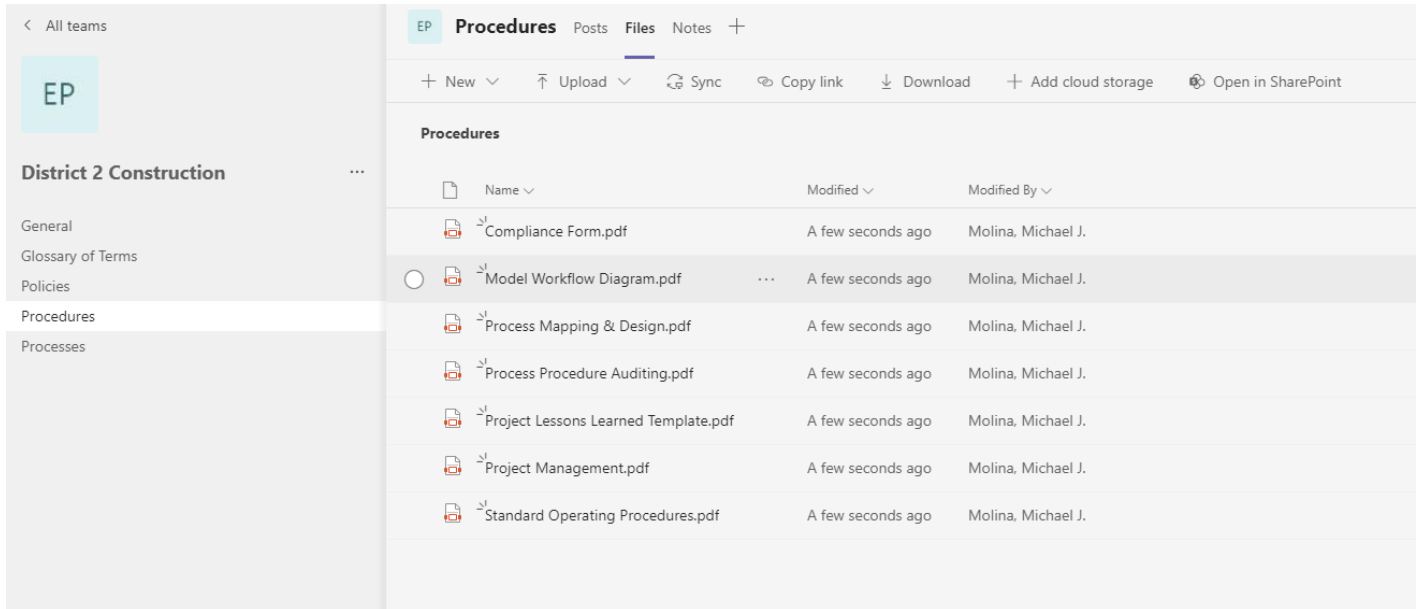 All teams
EP
District 2 Construction
...
General
Glossary of Terms
Policies
Procedures
Processes
EP Procedures Posts Files Notes
New Upload Sync Copy link Download Add cloud storage Open in SharePoint
Procedures
Name Modified Modified By
Compliance Form.pdf A few seconds ago Molina, Michael J.
Model Workflow Diagram.pdf ... A few seconds ago Molina, Michael J.
Process Mapping & Design.pdf A few seconds ago Molina, Michael J.
Process Procedure Auditing.pdf A few seconds ago Molina, Michael J.
Project Lessons Learned Template.pdf A few seconds ago Molina, Michael J.
Project Management.pdf A few seconds ago Molina, Michael J.
Standard Operating Procedures.pdf A few seconds ago Molina, Michael J.